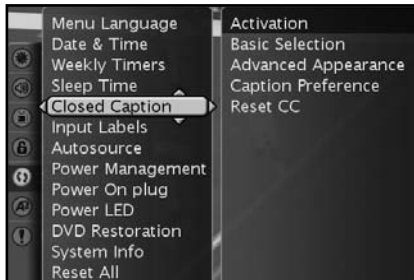 Menu Language
Date & Time
Weekly Timers
Sleep Time
Closed Caption
Input Labels
Autosource
Power Management
Power On plug
Power LED
DVD Restoration
System Info
Reset All
Activation
Basic Selection
Advanced Appearance
Caption Preference
Reset CC